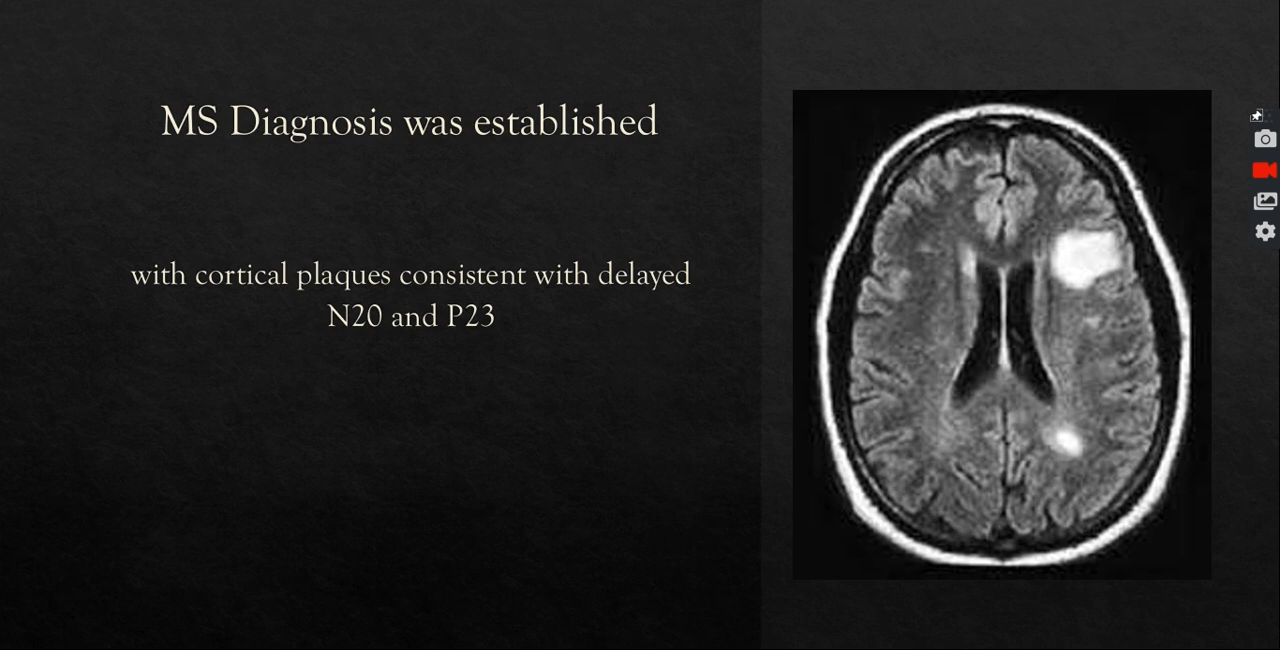 MS Diagnosis was established
with cortical plaques consistent with delayed
N20 and P23